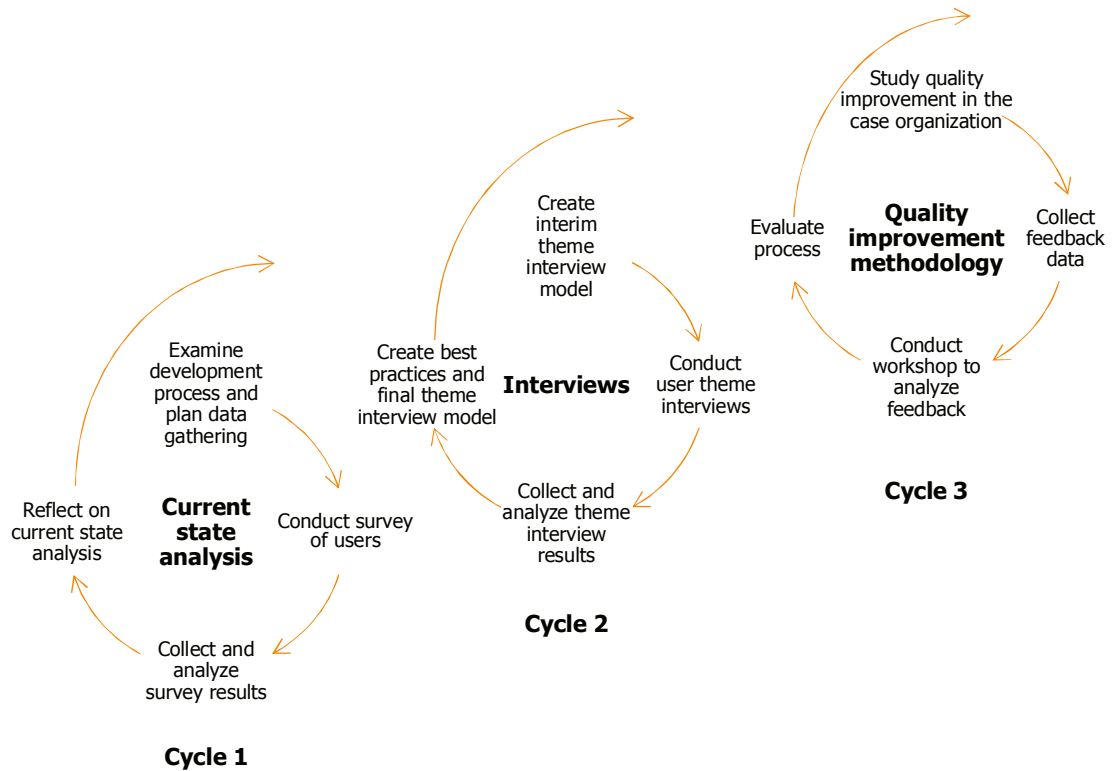 Examine
development
process and
plan data
gathering
Conduct survey
of users
Collect and
analyze
survey results
Reflect on
current state
analysis
Current
state
analysis
Cycle 1
Create
interim
theme
interview
model
Conduct
user theme
interviews
Collect and
analyze theme
interview
results
Create best
practices and
final theme
interview model
Interviews
Cycle 2
Study quality
improvement in the
case organization
Collect
feedback
data
Conduct
workshop to
analyze
feedback
Evaluate
process
Quality
improvement
methodology
Cycle 3